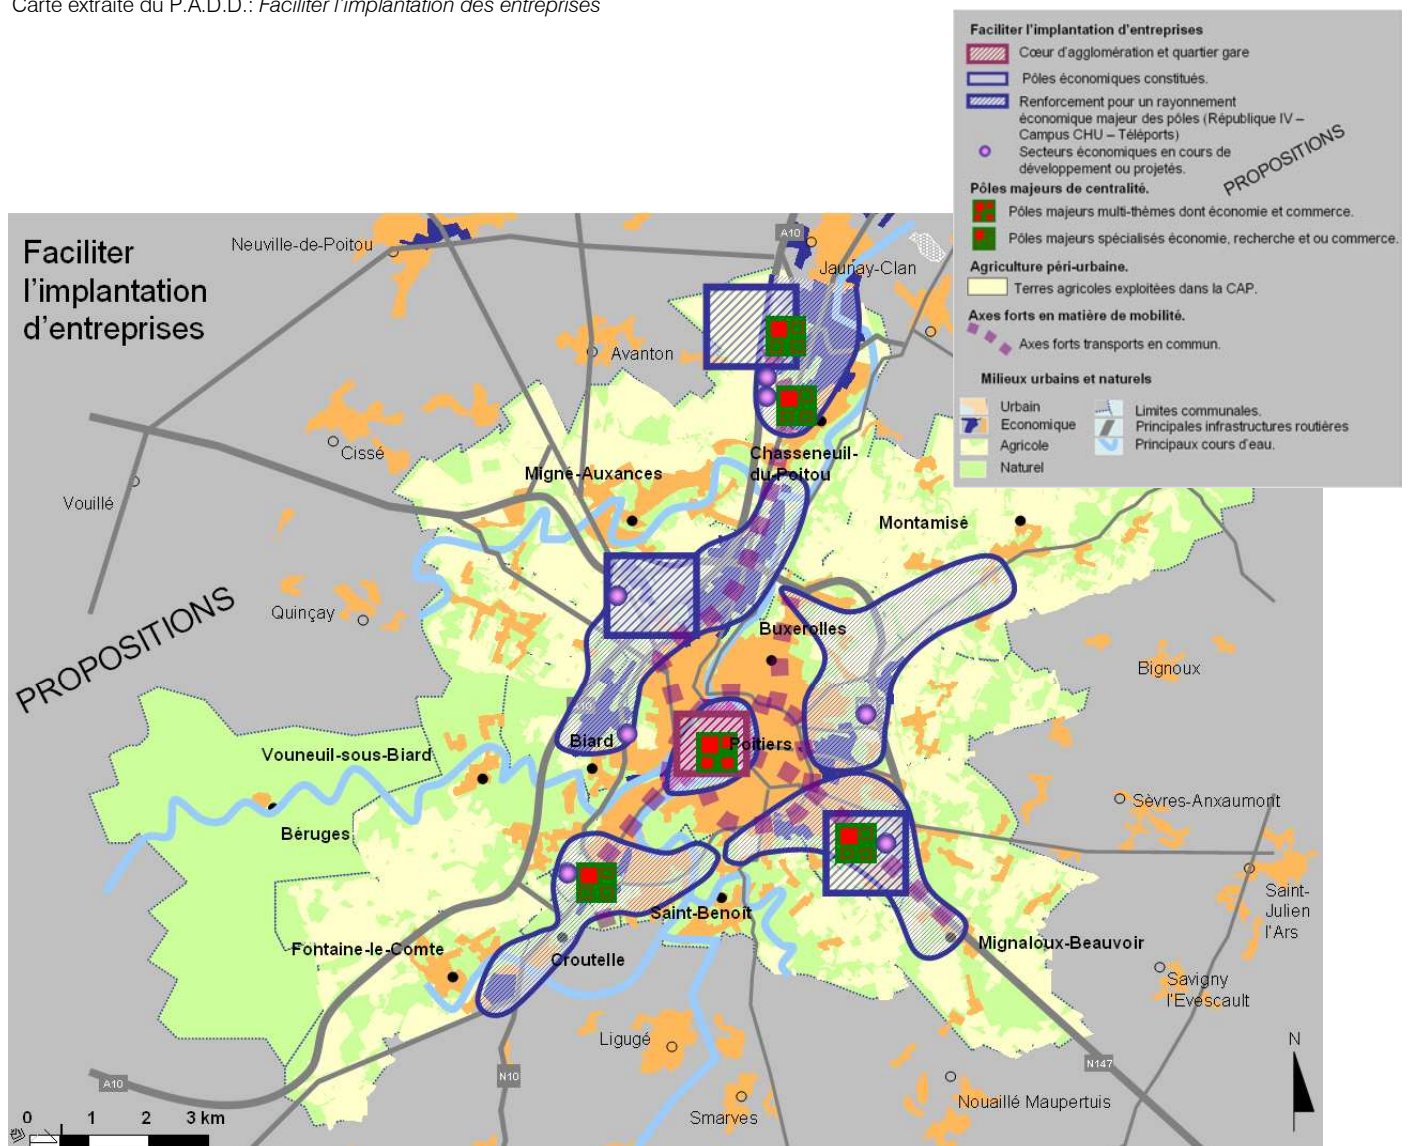 Carte extraite du P.A.D.D.: Faciliter l'implantation des entreprises
Faciliter l'implantation d'entreprises
Cœur d'agglomération et quartier gare
Pôles économiques constitués.
Renforcement pour un rayonnement
économique majeur des pôles (République IV –
Campus CHU – Téléports)
Secteurs économiques en cours de
développement ou projetés.
PROPOSITIONS
Pôles majeurs de centralité.
Pôles majeurs multi-thèmes dont économie et commerce.
Pôles majeurs spécialisés économie, recherche et ou commerce.
Agriculture péri-urbaine.
Terres agricoles exploitées dans la CAP.
Axes forts en matière de mobilité.
Axes forts transports en commun.
Milieux urbains et naturels
Urbain
Economique
Agricole
Naturel
Limites communales.
Principales infrastructures routières
Principaux cours d'eau.
Faciliter
l'implantation
d'entreprises
Neuville-de-Poitou
A10
Jaunay-Clan
Avanton
Cissé
Chasseneuil-
du-Poitou
Migné-Auxances
Vouillé
Montamisé
PROPOSITIONS
Quinçay
Buxerolles
Bignoux
A10
Biard
Poitiers
Vouneuil-sous-Biard
Béruges
Sèvres-Anxaumont
Saint-
Julien
l'Ars
Saint-Benoît
Fontaine-le-Comte
Croutelle
Mignaloux-Beauvoir
Savigny
l'Evescault
Ligugé
N
A10
N10
N147
Nouaillé Maupertuis
Smarves
0 1 2 3 km